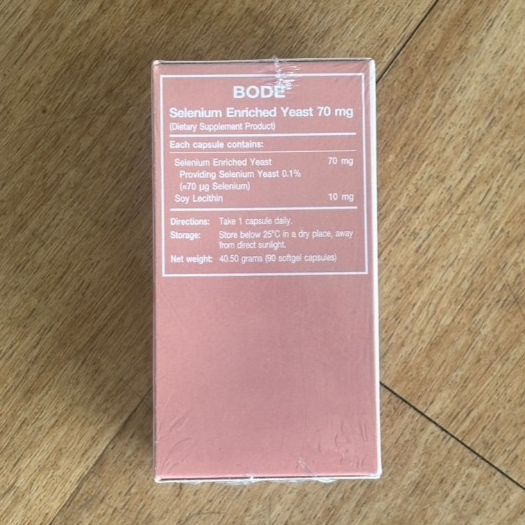 BODE
Selenium Enriched Yeast 70 mg
(Dietary Supplement Product)
Each capsule contains:
Selenium Enriched Yeast 70 mg
Providing Selenium Yeast 0.1%
(=70 µg Selenium)
Soy Lecithin 10 mg
Directions: Take 1 capsule daily.
Storage: Store below 25°C in a dry place, away
from direct sunlight.
Net weight: 40.50 grams (90 softgel capsules)